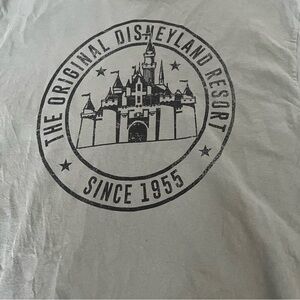 THE ORIGINAL DISNEYLAND RESORT
SINCE 1955